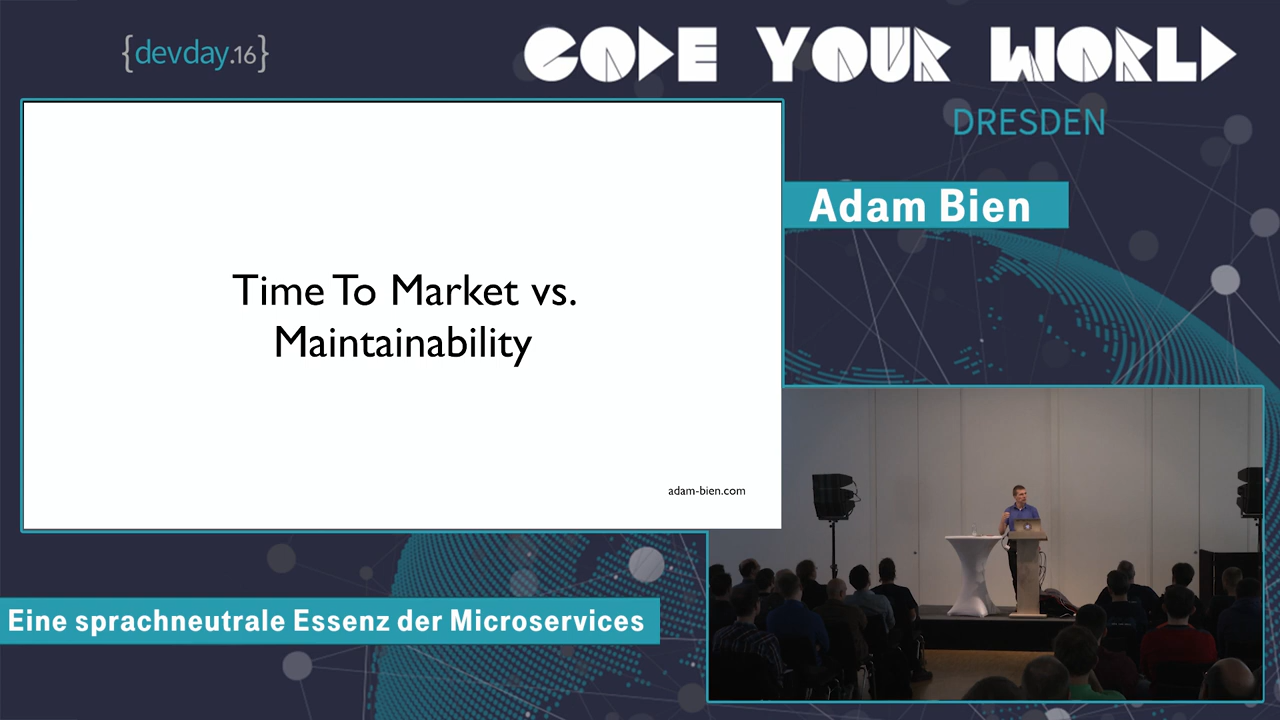 {devday.16}
CODE YOUR WORLD
DRESDEN
Adam Bien
Time To Market vs.
Maintainability
adam-bien.com
Eine sprachneutrale Essenz der Microservices